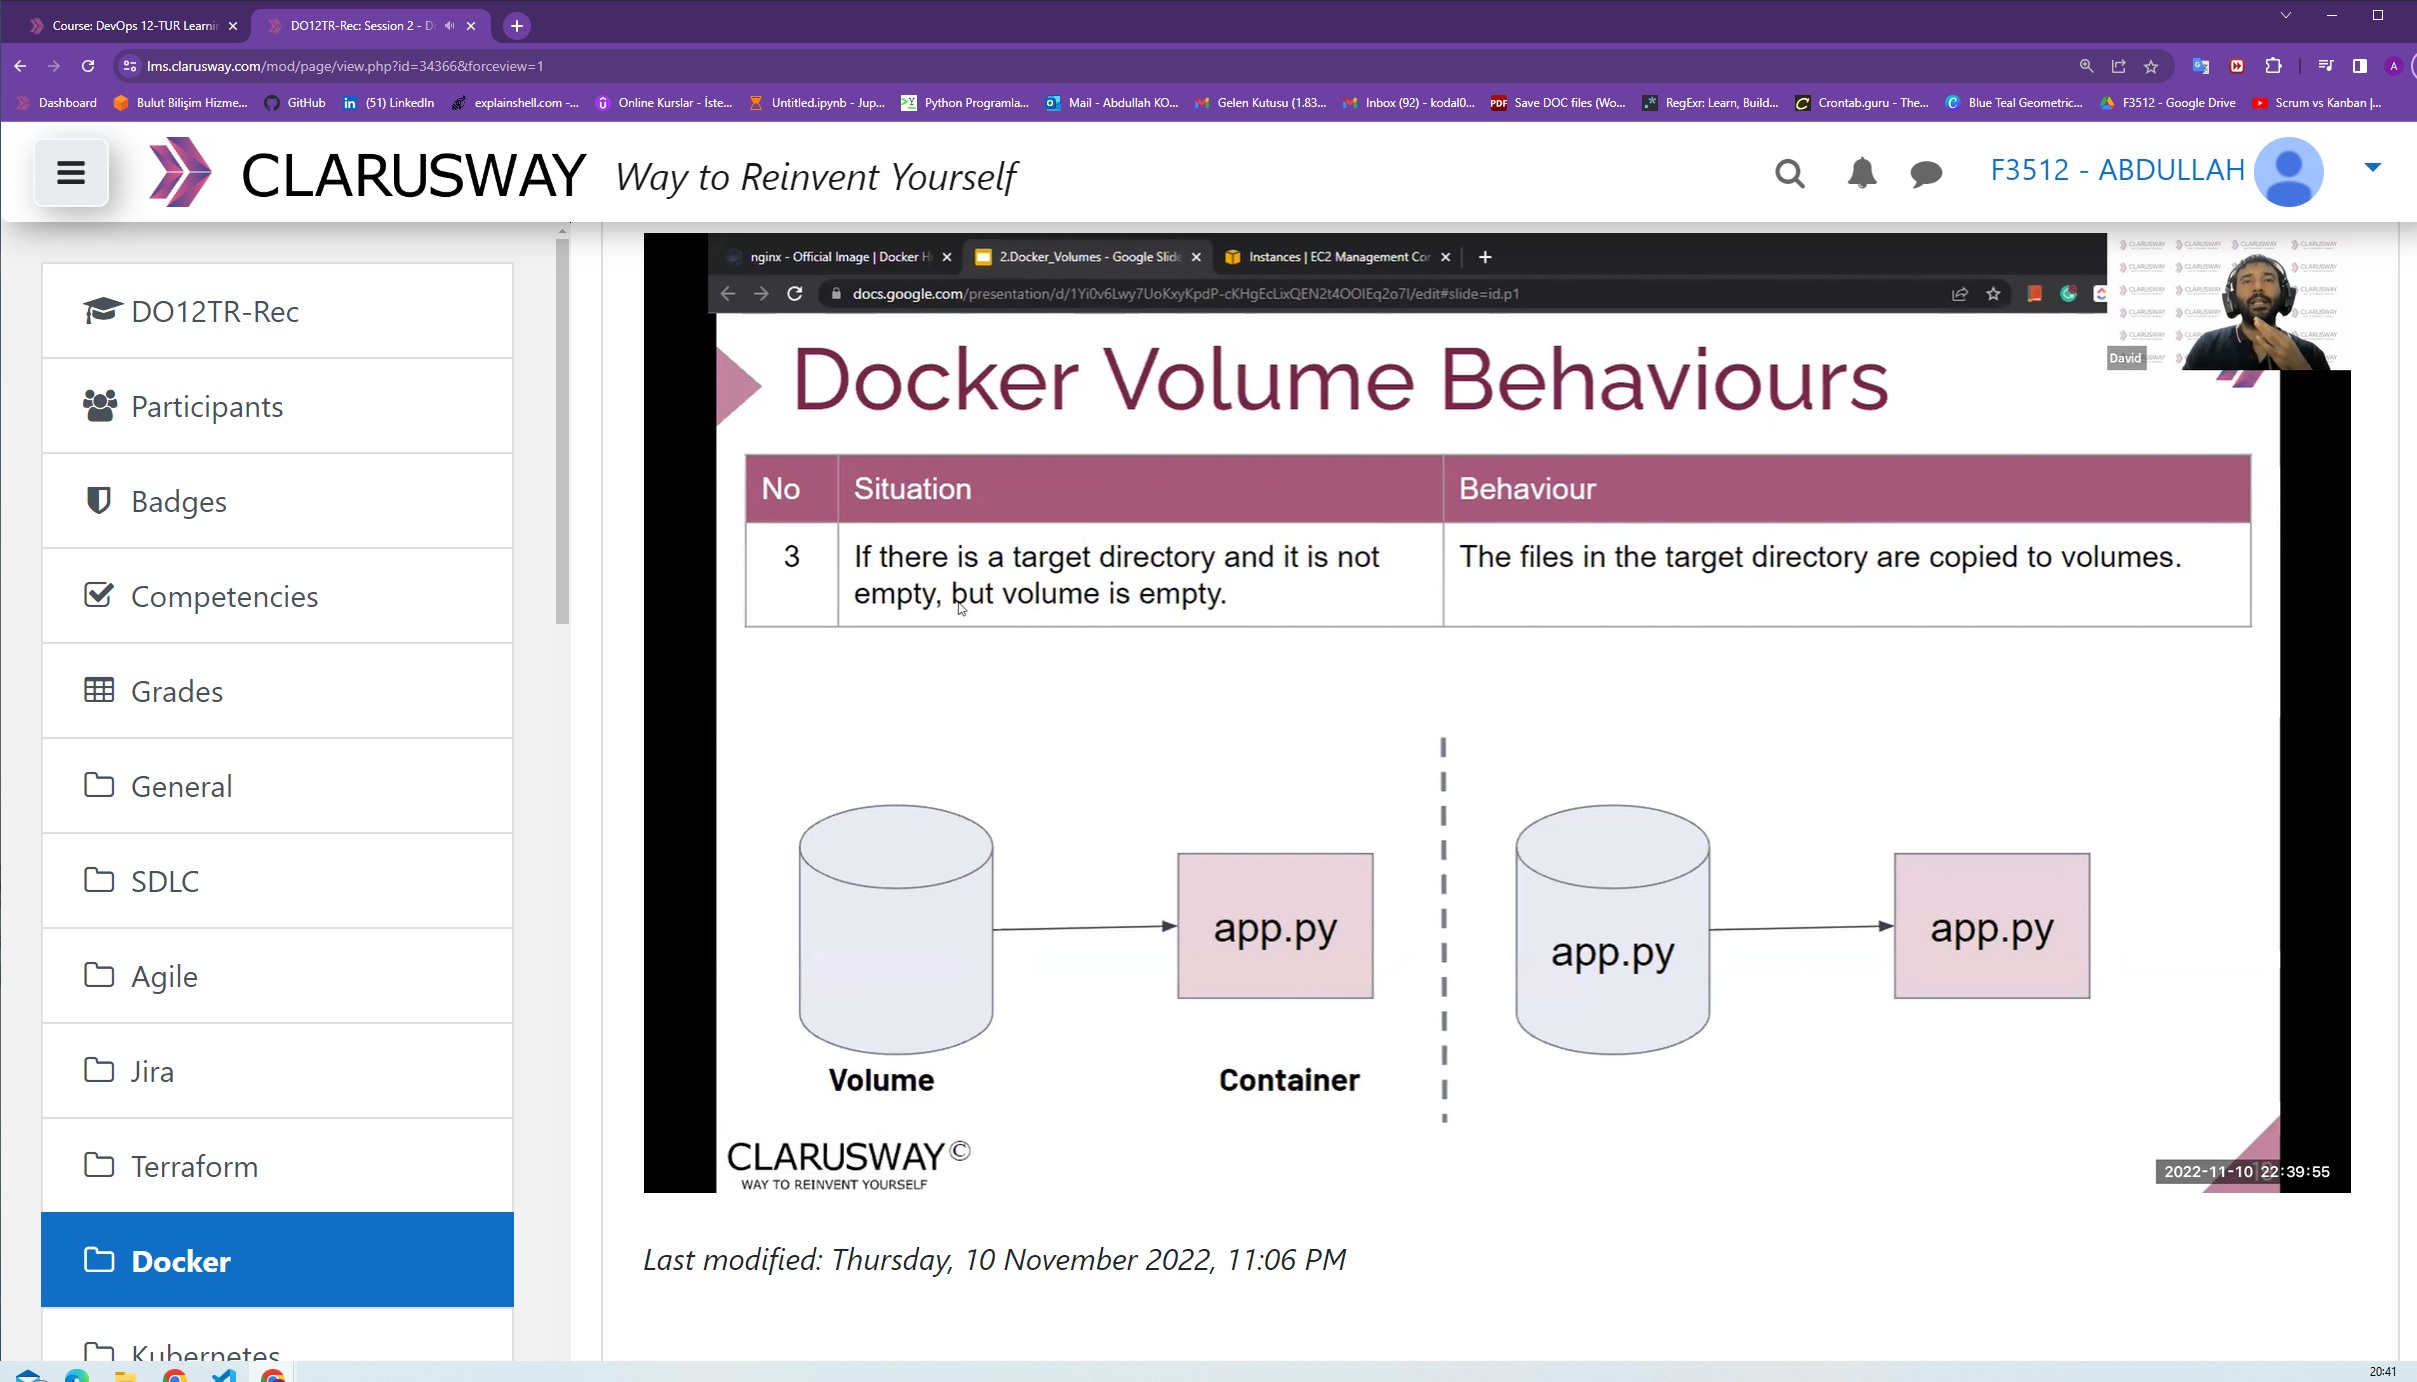 Course: DevOps 12-TUR Learnin
DO12TR-Rec: Session 2 - D
lms.clarusway.com/mod/page/view.php?id=34366&forceview=1
Dashboard
Bulut Bilişim Hizme...
GitHub
(51) LinkedIn
explainshell.com -...
Online Kurslar - İste...
Untitled.ipynb - Jup...
Python Programla...
Mail - Abdullah KO...
Gelen Kutusu (1.83...
Inbox (92) - kodal0...
PDF
Save DOC files (Wo...
RegExr: Learn, Build...
Crontab.guru - The...
Blue Teal Geometric...
F3512 - Google Drive
Scrum vs Kanban |...
CLARUSWAY Way to Reinvent Yourself
F3512 - ABDULLAH
DO12TR-Rec
Participants
Badges
Competencies
Grades
General
SDLC
Agile
Jira
Terraform
Docker
Kubernetes
nginx - Official Image | Docker H
2.Docker_Volumes - Google Slide
Instances | EC2 Management Con
docs.google.com/presentation/d/1Yi0v6Lwy7UoKxyKpdP-cKHgEcLixQEN2t4OOIEq2o7I/edit#slide=id.p1
David
Docker Volume Behaviours
No Situation Behaviour
3
If there is a target directory and it is not
empty, but volume is empty.
The files in the target directory are copied to volumes.
app.py
app.py
app.py
Volume
Container
CLARUSWAY©
WAY TO REINVENT YOURSELF
2022-11-10 22:39:55
Last modified: Thursday, 10 November 2022, 11:06 PM
20:41